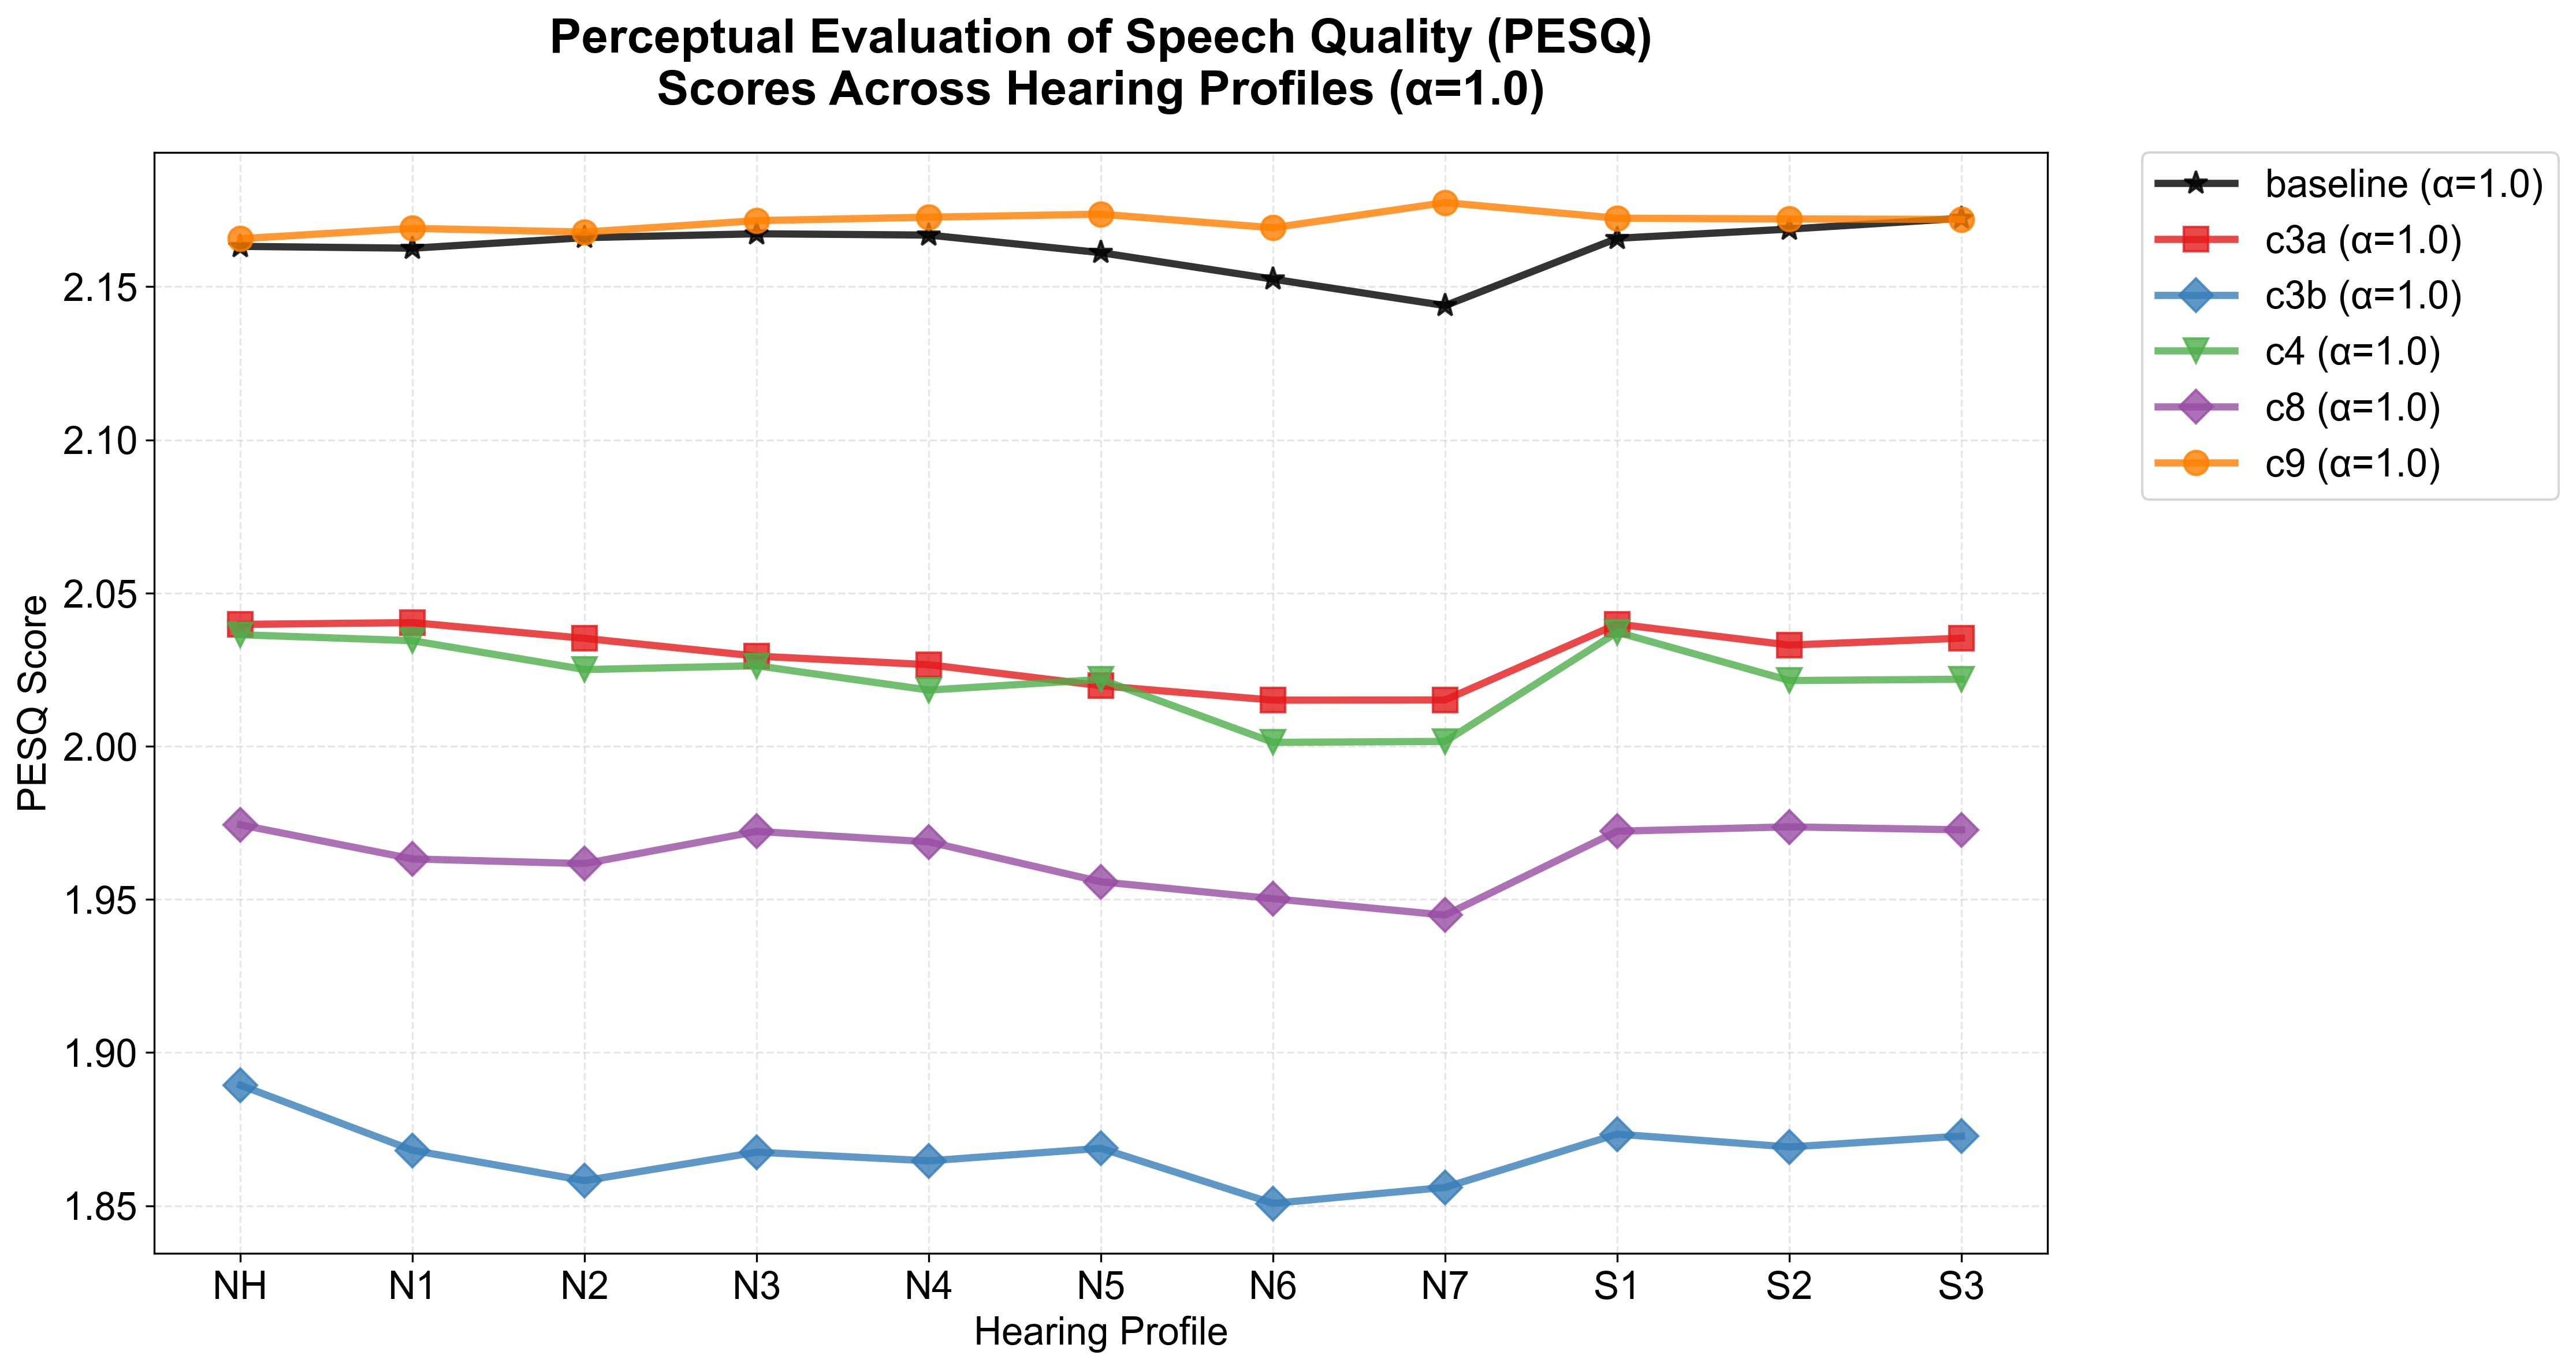 Perceptual Evaluation of Speech Quality (PESQ)
Scores Across Hearing Profiles (α=1.0)
baseline (α=1.0)
c3a (α=1.0)
c3b (α=1.0)
c4 (α=1.0)
c8 (α=1.0)
c9 (α=1.0)
PESQ Score
2.15
2.10
2.05
2.00
1.95
1.90
1.85
NH N1 N2 N3 N4 N5 N6 N7 S1 S2 S3
Hearing Profile